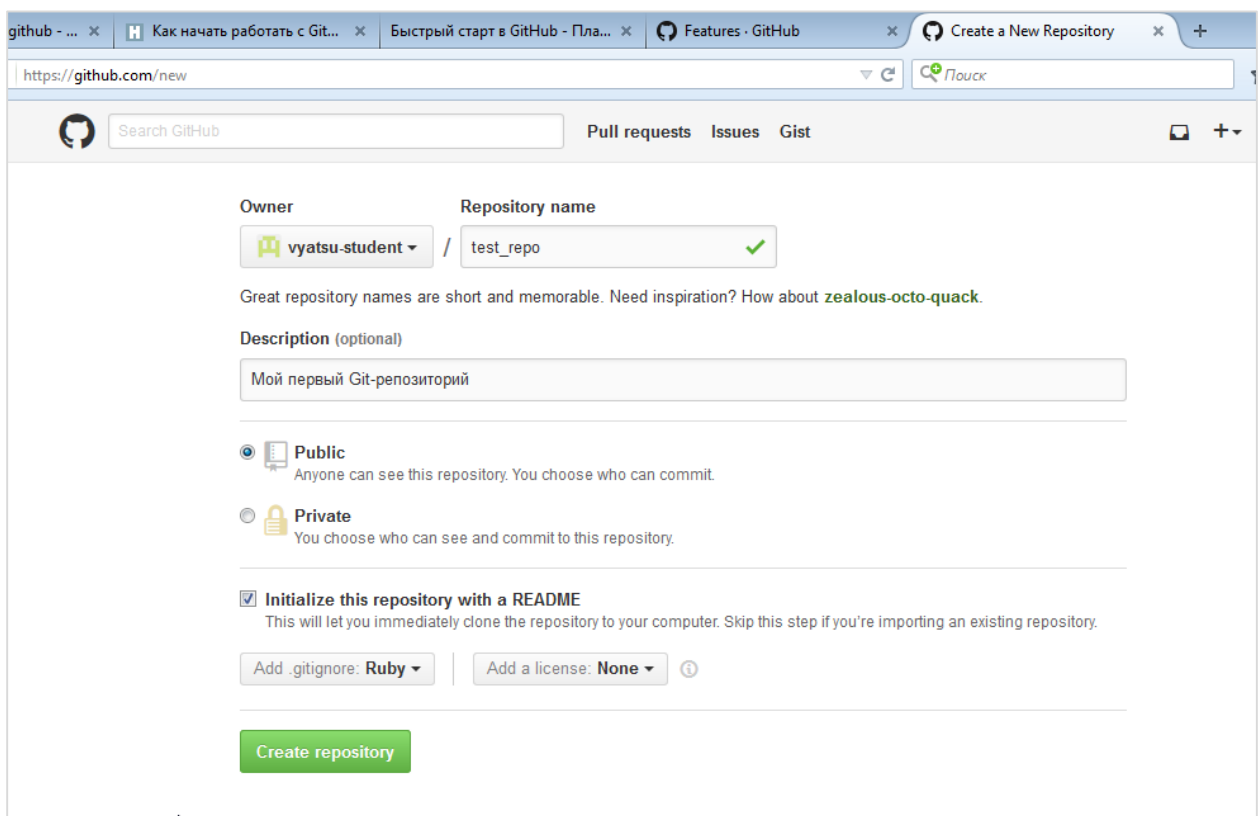 github - ... × Как начать работать с Git... × Быстрый старт в GitHub - Пла... × Features · GitHub × Create a New Repository × +
https://github.com/new Поиск
Search GitHub Pull requests Issues Gist
Owner Repository name
vyatsu-student / test_repo
Great repository names are short and memorable. Need inspiration? How about zealous-octo-quack.
Description (optional)
Мой первый Git-репозиторий
Public
Anyone can see this repository. You choose who can commit.
Private
You choose who can see and commit to this repository.
Initialize this repository with a README
This will let you immediately clone the repository to your computer. Skip this step if you're importing an existing repository.
Add .gitignore: Ruby Add a license: None
Create repository